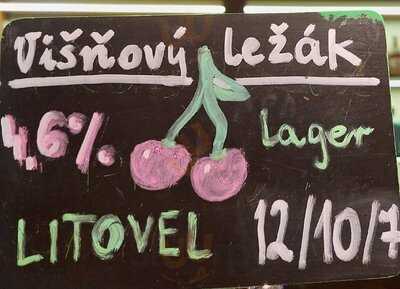 Višňový ležák
4.6% Lager
LITOVEL 12/10/7